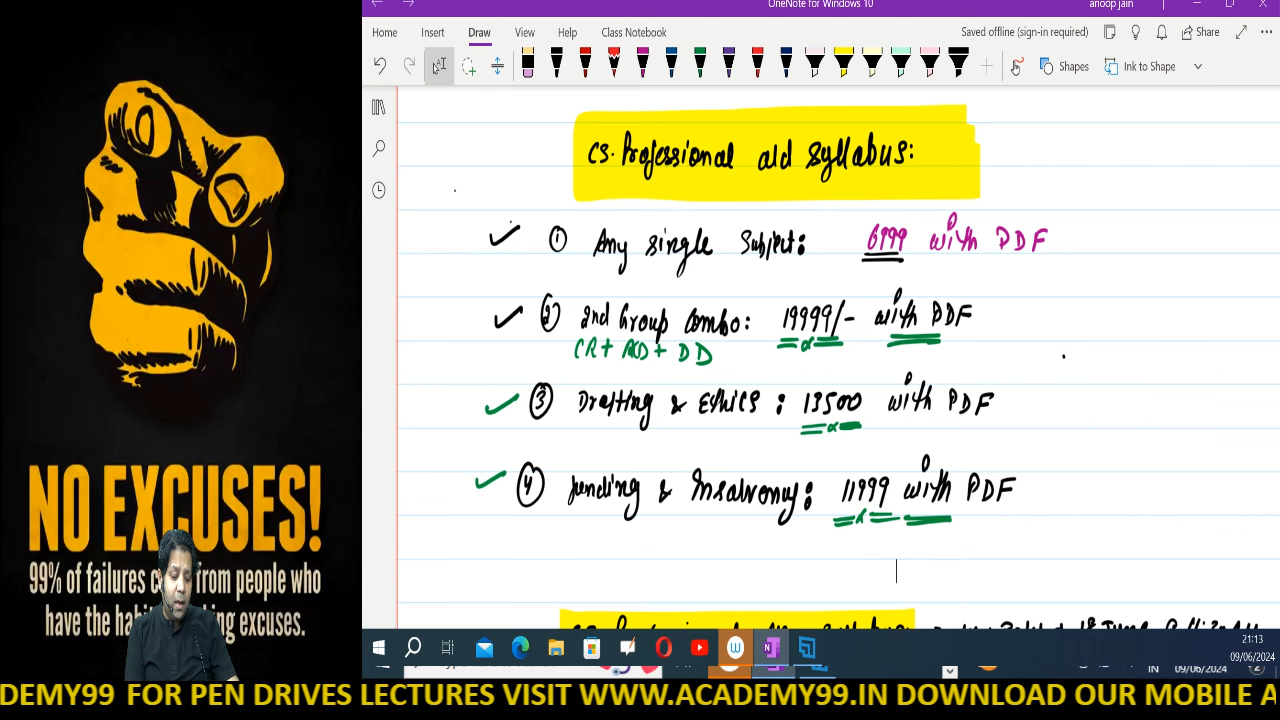 OneNote for Windows 10
anoop jain
Home Insert Draw View Help Class Notebook
Saved offline (sign-in required)
Share
Shapes
Ink to Shape
CS. Professional old Syllabus:
① Any single Subject: 6999 with PDF
② 2nd Group Combo: 19999/- with PDF
CR + ACD + DD
③ Drafting & Ethics : 13500 with PDF
④ Funding & Insolvency: 11999 with PDF
NO EXCUSES!
99% of failures from people who
have the excuses.
21:13
IN 09/06/2024
DEMY99 FOR PEN DRIVES LECTURES VISIT WWW.ACADEMY99.IN DOWNLOAD OUR MOBILE A